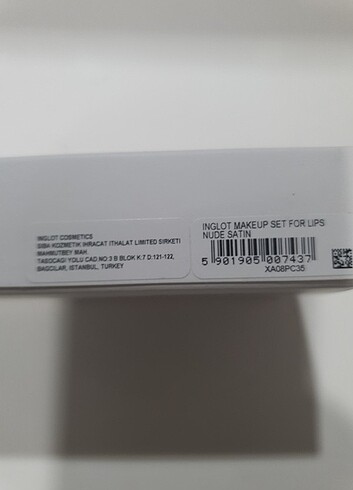 INGLOT COSMETICS
SIBH KOZMETIK IHRACAT ITHALAT LIMITED SIRKETI
MAHMUTBEY MAH.
TASOCAGI YOLU CAD.NO:3 B BLOK K:7 D:121-122,
BAGCILAR, ISTANBUL, TURKEY
INGLOT MAKEUP SET FOR LIPS
NUDE SATIN
5 901905 007437
XA08PC35